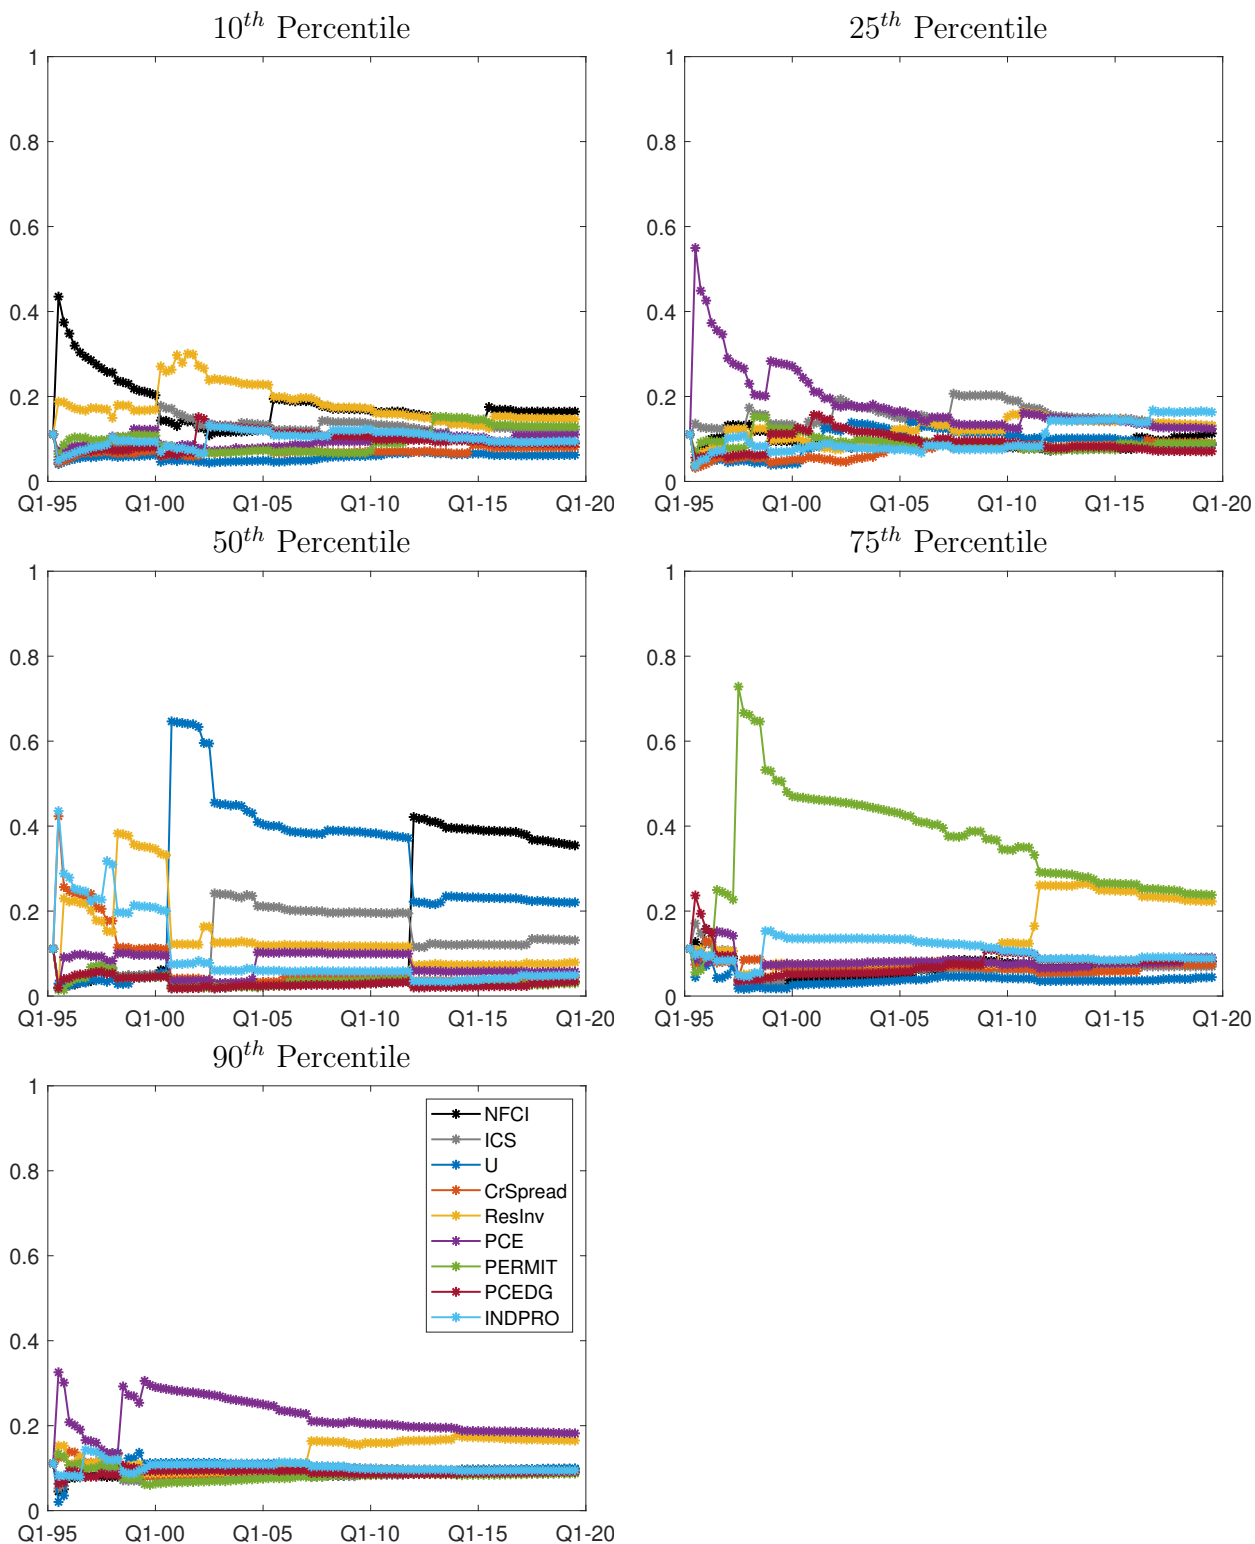 10th Percentile
25th Percentile
1
0.8
0.6
0.4
0.2
0
Q1-95 Q1-00 Q1-05 Q1-10 Q1-15 Q1-20
1
0.8
0.6
0.4
0.2
0
Q1-95 Q1-00 Q1-05 Q1-10 Q1-15 Q1-20
50th Percentile
75th Percentile
1
0.8
0.6
0.4
0.2
0
Q1-95 Q1-00 Q1-05 Q1-10 Q1-15 Q1-20
1
0.8
0.6
0.4
0.2
0
Q1-95 Q1-00 Q1-05 Q1-10 Q1-15 Q1-20
90th Percentile
1
0.8
0.6
0.4
0.2
0
Q1-95 Q1-00 Q1-05 Q1-10 Q1-15 Q1-20
NFCI
ICS
U
CrSpread
ResInv
PCE
PERMIT
PCEDG
INDPRO